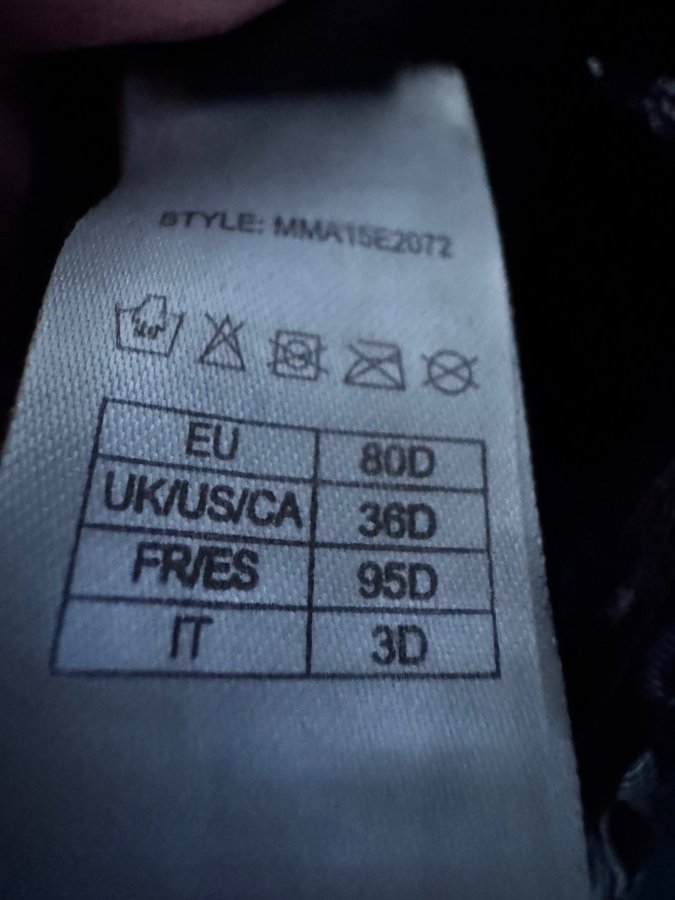 STYLE: MMA15E2072
EU 80D
UK/US/CA 36D
FR/ES 95D
IT 3D